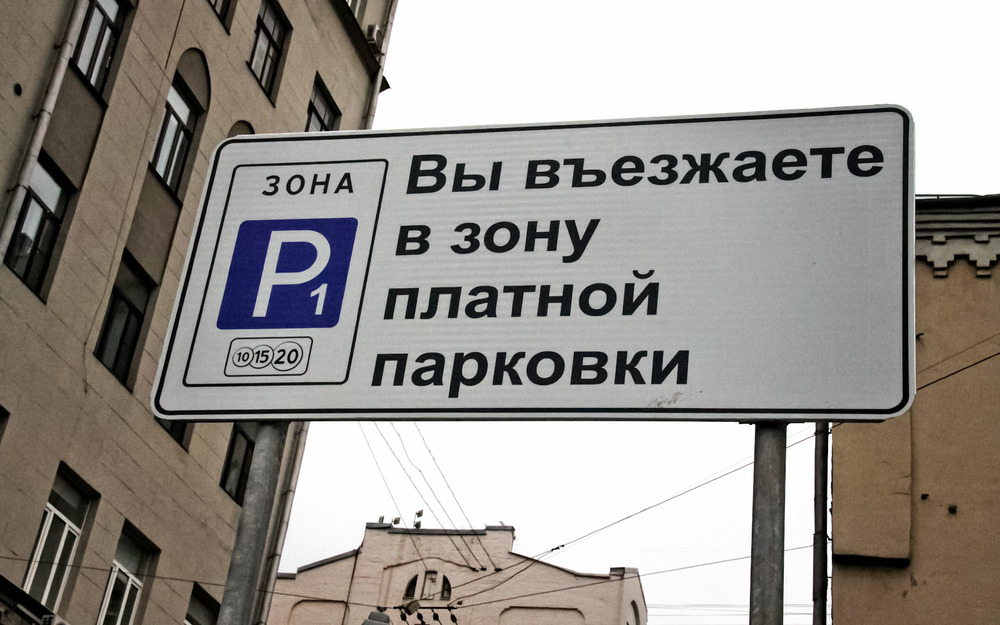 ЗОНА
P1
10 15 20
Вы въезжаете
в зону
платной
парковки